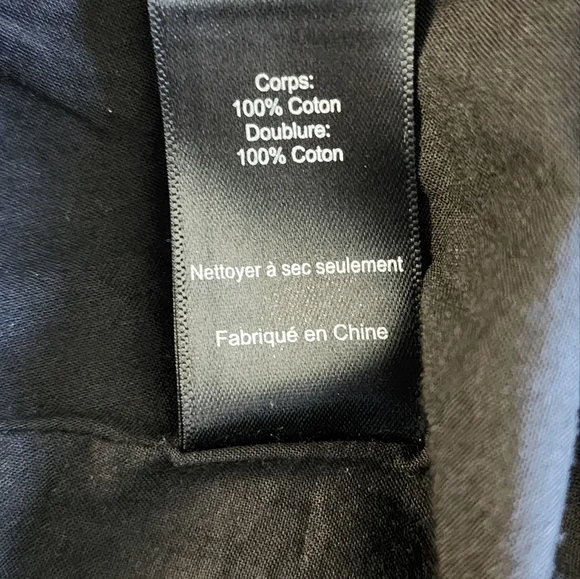 Corps:
100% Coton
Doublure:
100% Coton
Nettoyer à sec seulement
Fabriqué en Chine